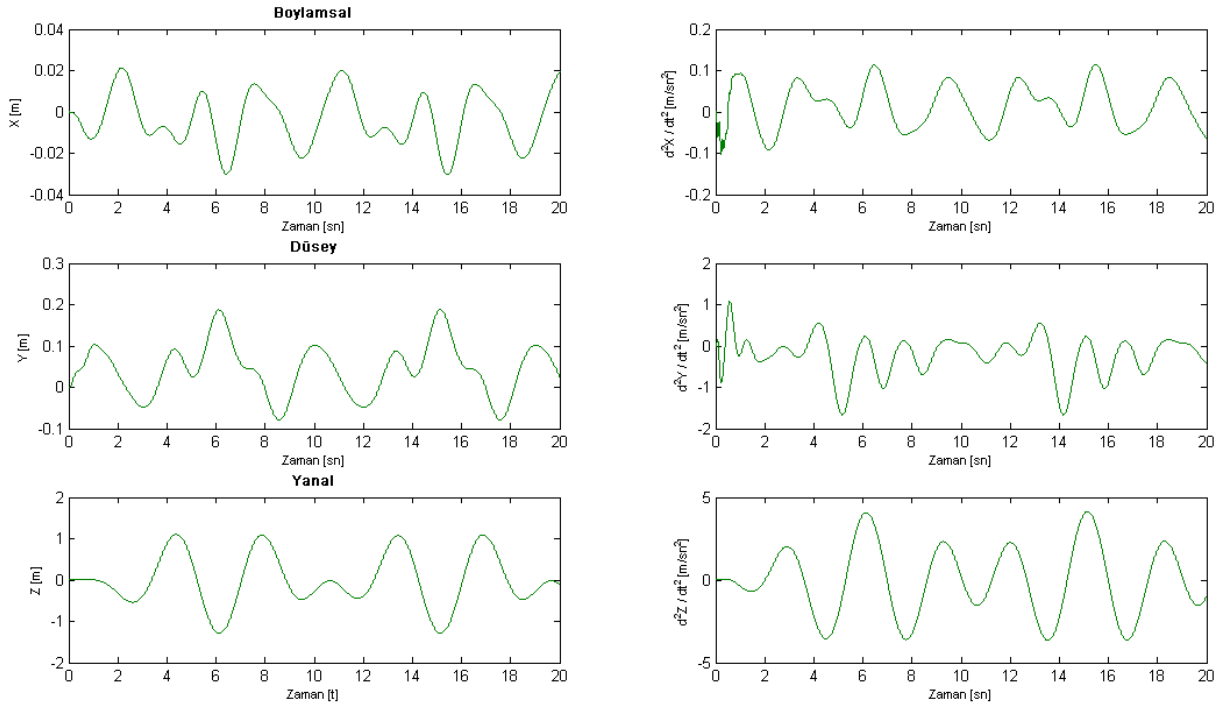 Boylamsal
0.04
0.02
0
-0.02
-0.04
X [m]
0 2 4 6 8 10 12 14 16 18 20
Zaman [sn]
0.2
0.1
0
-0.1
-0.2
d²X / dt² [m/sn²]
0 2 4 6 8 10 12 14 16 18 20
Zaman [sn]
Düsey
0.3
0.2
0.1
0
-0.1
Y [m]
0 2 4 6 8 10 12 14 16 18 20
Zaman [sn]
2
1
0
-1
-2
d²Y / dt² [m/sn²]
0 2 4 6 8 10 12 14 16 18 20
Zaman [sn]
Yanal
2
1
0
-1
-2
Z [m]
0 2 4 6 8 10 12 14 16 18 20
Zaman [t]
5
0
-5
d²Z / dt² [m/sn²]
0 2 4 6 8 10 12 14 16 18 20
Zaman [sn]